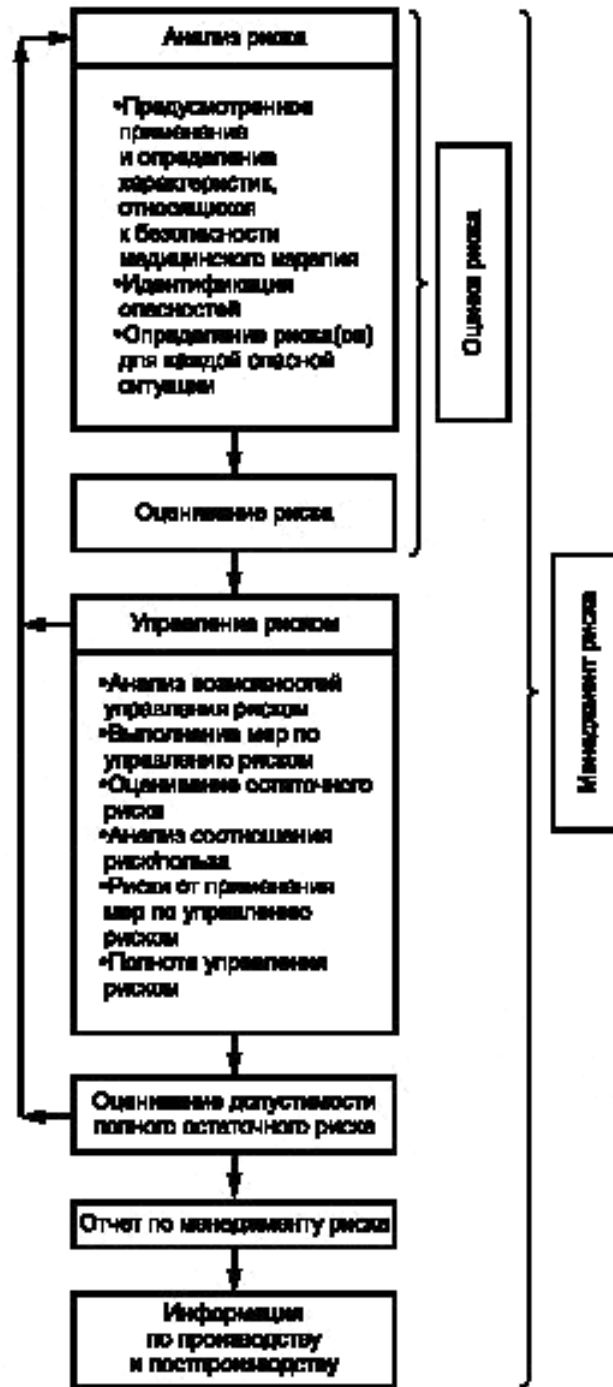 Анализ риска
•Предусмотренное
применение
и определение
характеристик,
относящихся
к безопасности
медицинского изделия
•Идентификация
опасностей
•Определение риска(ов)
для каждой опасной
ситуации
Оценка риска
Оценивание риска
Управление риском
•Анализ возможностей
управления риском
•Выполнение мер по
управлению риском
•Оценивание остаточного
риска
•Анализ соотношения
риск/польза
•Риски от применения
мер по управлению
риском
•Полнота управления
риском
Менеджмент риска
Оценивание допустимости
полного остаточного риска
Отчет по менеджменту риска
Информация
по производству
и постпроизводству